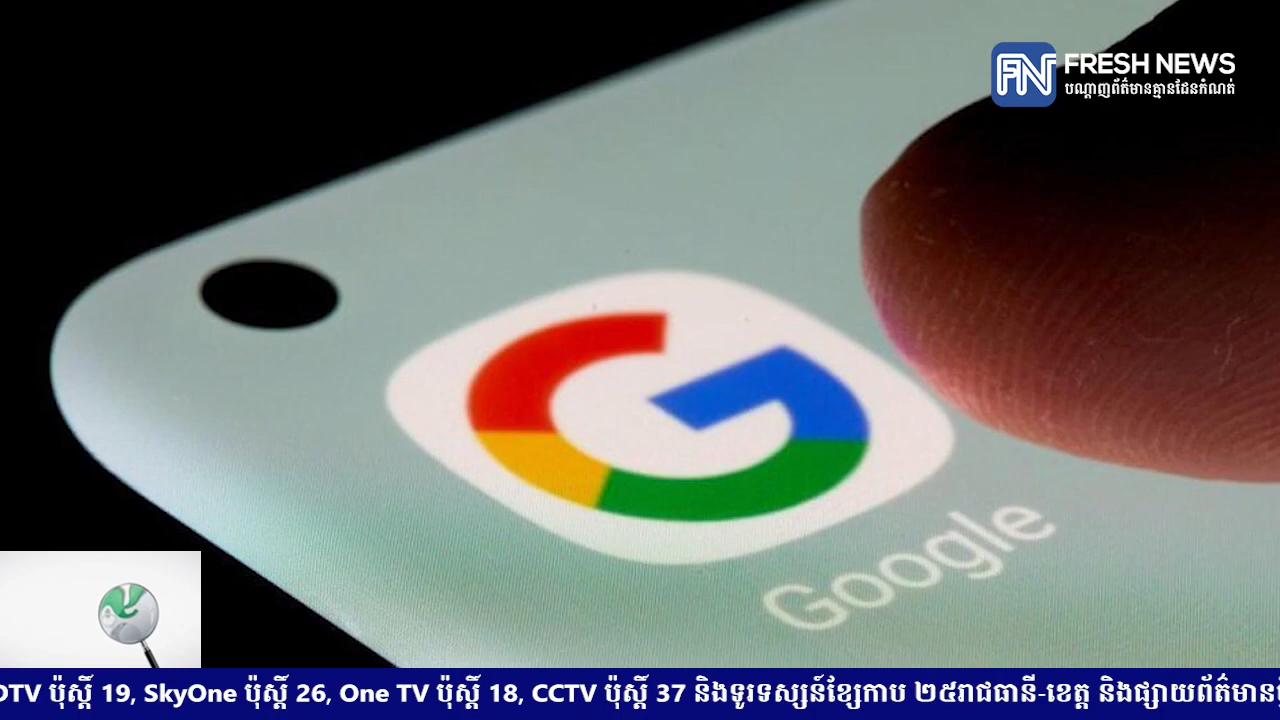 FRESH NEWS
បណ្ដាញព័ត៌មានគ្មានដែនកំណត់
Google
DTV ប៉ុស្តិ៍ 19, SkyOne ប៉ុស្តិ៍ 26, One TV ប៉ុស្តិ៍ 18, CCTV ប៉ុស្តិ៍ 37 និងទូរទស្សន៍ខ្សែកាប ២៥រាជធានី-ខេត្ត និងផ្សាយព័ត៌មាន